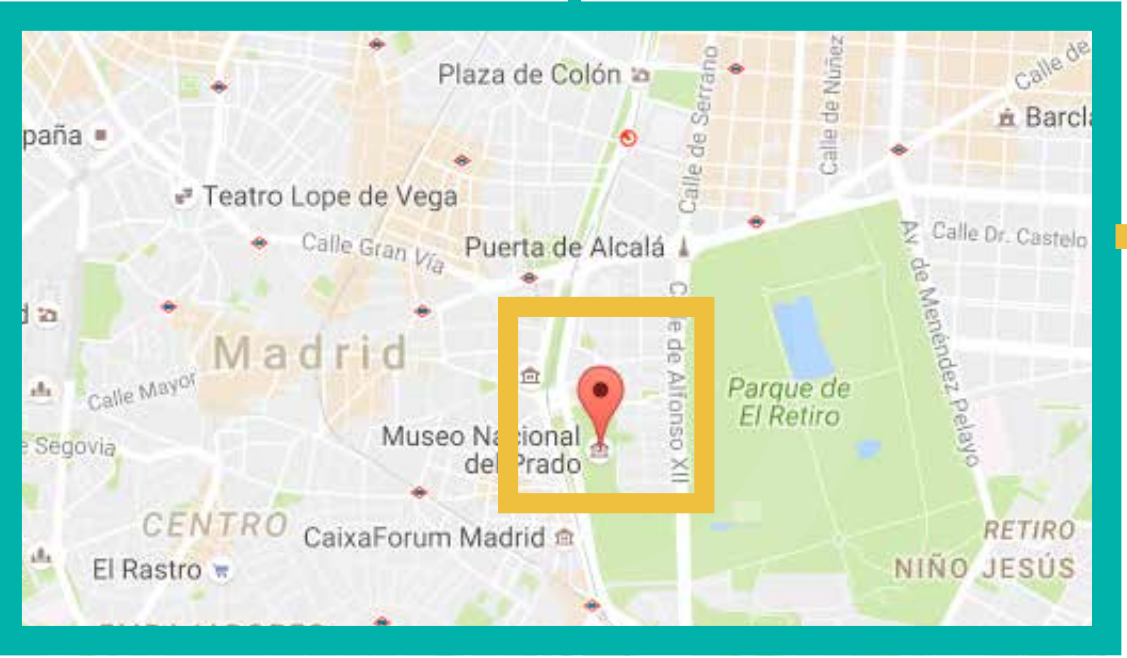 Plaza de Colón
Calle de Serrano
Calle de Núñez
Calle de
Barcla
paña
Teatro Lope de Vega
Calle Gran Vía
Puerta de Alcalá
Calle Dr. Castelo
Av. de Menéndez Pelayo
Madrid
Calle de Alfonso XII
Calle Mayor
Parque de
El Retiro
e Segovia
Museo Nacional
del Prado
CENTRO
CaixaForum Madrid
El Rastro
RETIRO
NIÑO JESÚS